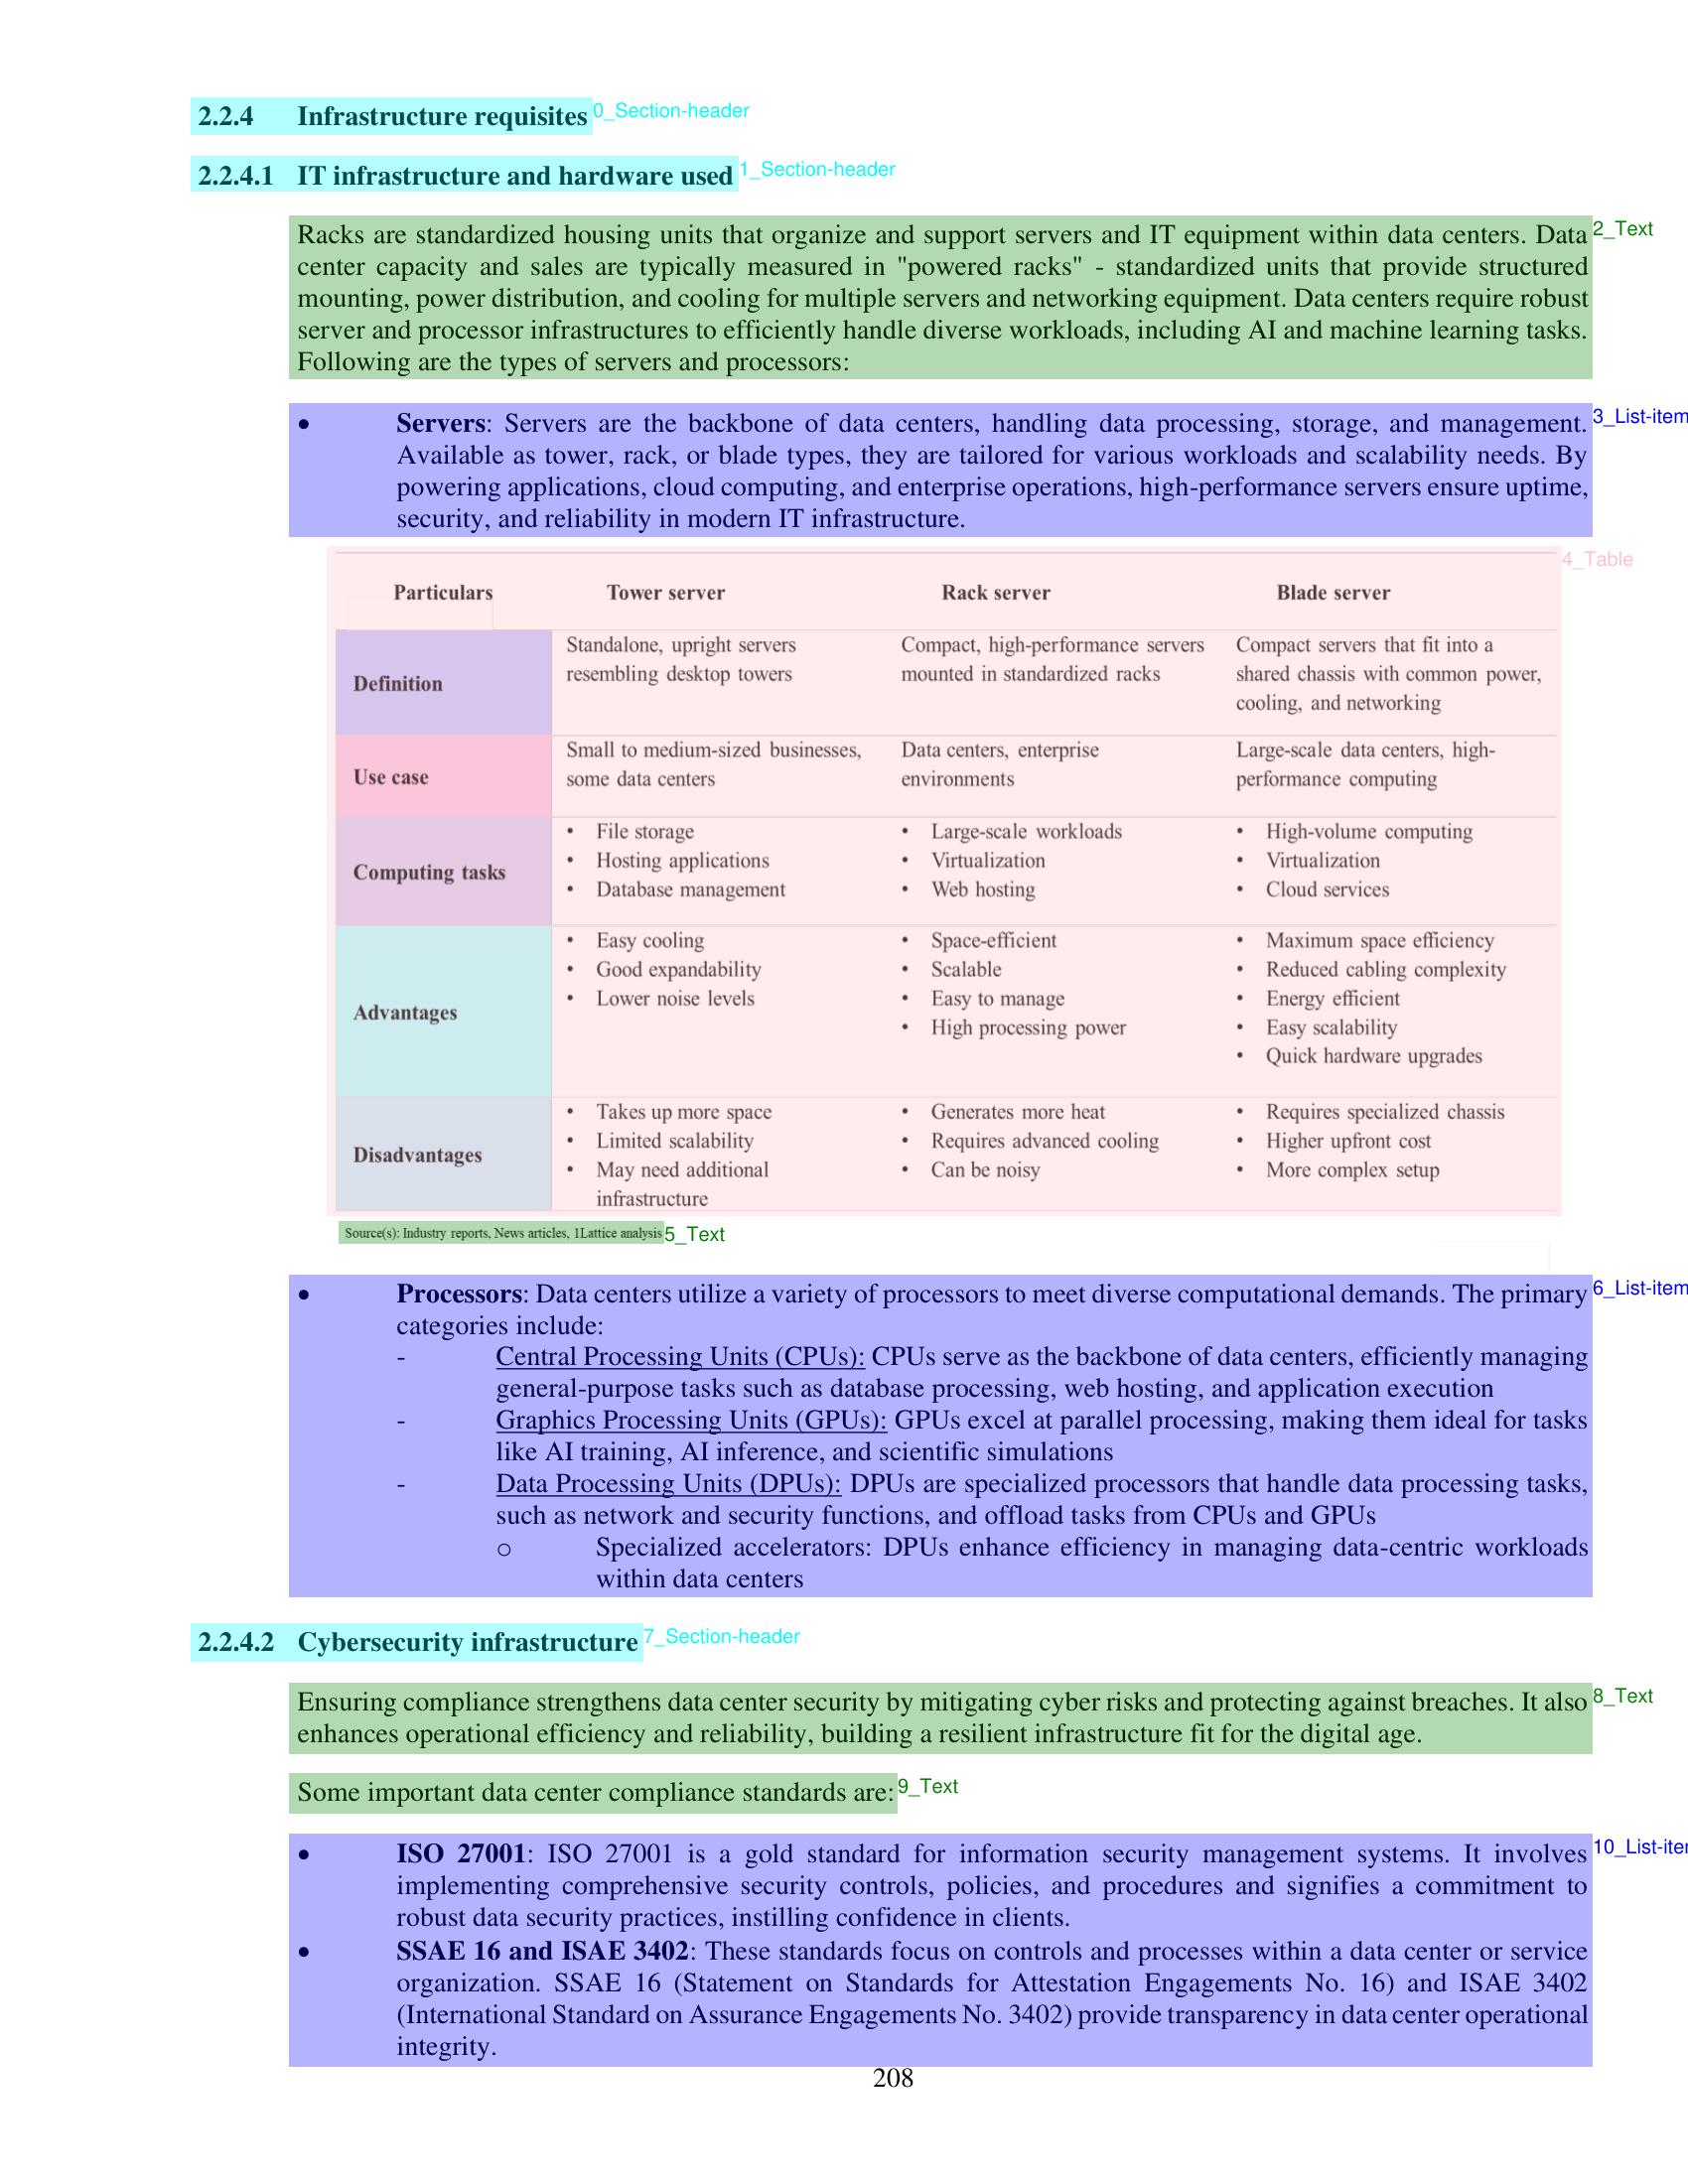 2.2.4 Infrastructure requisites 0_Section-header
2.2.4.1 IT infrastructure and hardware used 1_Section-header
Racks are standardized housing units that organize and support servers and IT equipment within data centers. Data 2_Text
center capacity and sales are typically measured in "powered racks" - standardized units that provide structured
mounting, power distribution, and cooling for multiple servers and networking equipment. Data centers require robust
server and processor infrastructures to efficiently handle diverse workloads, including AI and machine learning tasks.
Following are the types of servers and processors:
• Servers: Servers are the backbone of data centers, handling data processing, storage, and management. 3_List-item
Available as tower, rack, or blade types, they are tailored for various workloads and scalability needs. By
powering applications, cloud computing, and enterprise operations, high-performance servers ensure uptime,
security, and reliability in modern IT infrastructure.
4_Table
Particulars Tower server Rack server Blade server
Definition
Standalone, upright servers
resembling desktop towers
Compact, high-performance servers
mounted in standardized racks
Compact servers that fit into a
shared chassis with common power,
cooling, and networking
Use case
Small to medium-sized businesses,
some data centers
Data centers, enterprise
environments
Large-scale data centers, high-
performance computing
Computing tasks
• File storage
• Hosting applications
• Database management
• Large-scale workloads
• Virtualization
• Web hosting
• High-volume computing
• Virtualization
• Cloud services
Advantages
• Easy cooling
• Good expandability
• Lower noise levels
• Space-efficient
• Scalable
• Easy to manage
• High processing power
• Maximum space efficiency
• Reduced cabling complexity
• Energy efficient
• Easy scalability
• Quick hardware upgrades
Disadvantages
• Takes up more space
• Limited scalability
• May need additional
infrastructure
• Generates more heat
• Requires advanced cooling
• Can be noisy
• Requires specialized chassis
• Higher upfront cost
• More complex setup
Source(s): Industry reports, News articles, 1Lattice analysis 5_Text
• Processors: Data centers utilize a variety of processors to meet diverse computational demands. The primary 6_List-item
categories include:
- Central Processing Units (CPUs): CPUs serve as the backbone of data centers, efficiently managing
general-purpose tasks such as database processing, web hosting, and application execution
- Graphics Processing Units (GPUs): GPUs excel at parallel processing, making them ideal for tasks
like AI training, AI inference, and scientific simulations
- Data Processing Units (DPUs): DPUs are specialized processors that handle data processing tasks,
such as network and security functions, and offload tasks from CPUs and GPUs
o Specialized accelerators: DPUs enhance efficiency in managing data-centric workloads
within data centers
2.2.4.2 Cybersecurity infrastructure 7_Section-header
Ensuring compliance strengthens data center security by mitigating cyber risks and protecting against breaches. It also 8_Text
enhances operational efficiency and reliability, building a resilient infrastructure fit for the digital age.
Some important data center compliance standards are: 9_Text
• ISO 27001: ISO 27001 is a gold standard for information security management systems. It involves 10_List-iter
implementing comprehensive security controls, policies, and procedures and signifies a commitment to
robust data security practices, instilling confidence in clients.
• SSAE 16 and ISAE 3402: These standards focus on controls and processes within a data center or service
organization. SSAE 16 (Statement on Standards for Attestation Engagements No. 16) and ISAE 3402
(International Standard on Assurance Engagements No. 3402) provide transparency in data center operational
integrity.
208